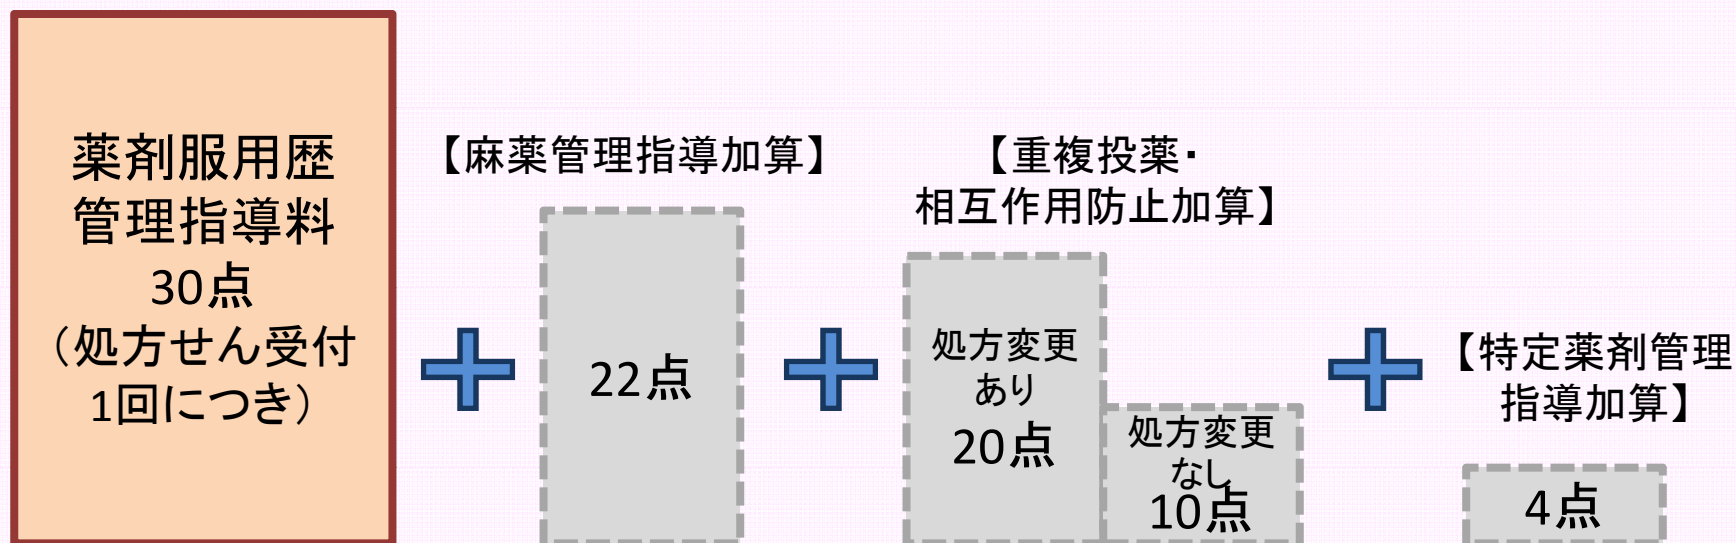 薬剤服用歴
管理指導料
30点
（処方せん受付
1回につき）
【麻薬管理指導加算】
22点
【重複投薬・
相互作用防止加算】
処方変更
あり
20点
処方変更
なし
10点
【特定薬剤管理
指導加算】
4点